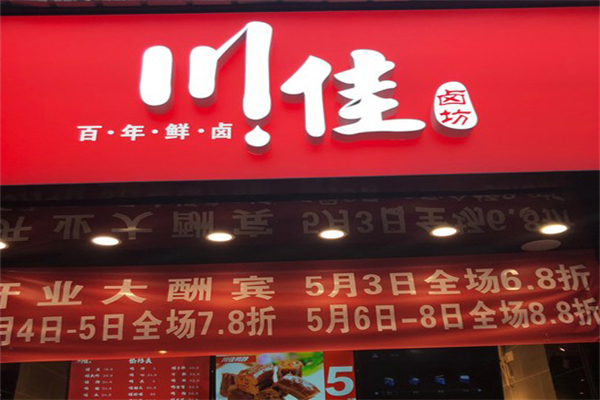 川佳
卤坊
百·年·鲜·卤
开业大酬宾 5月3日全场6.8折
月4日-5日全场7.8折 5月6日-8日全场8.8折
5